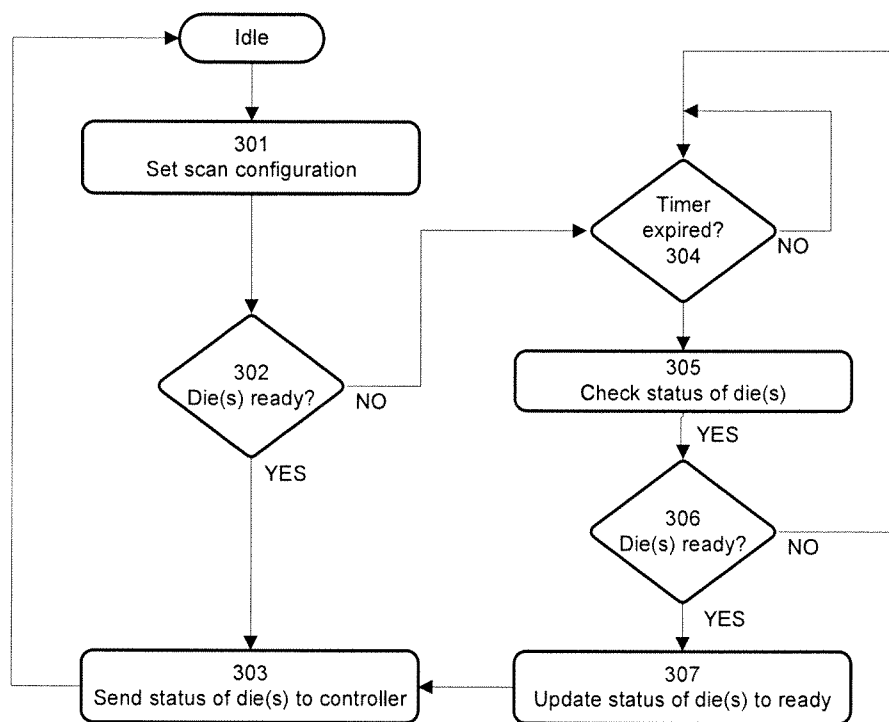 Idle
301
Set scan configuration
302
Die(s) ready?
NO
YES
303
Send status of die(s) to controller
Timer
expired?
304
NO
305
Check status of die(s)
YES
306
Die(s) ready?
NO
YES
307
Update status of die(s) to ready